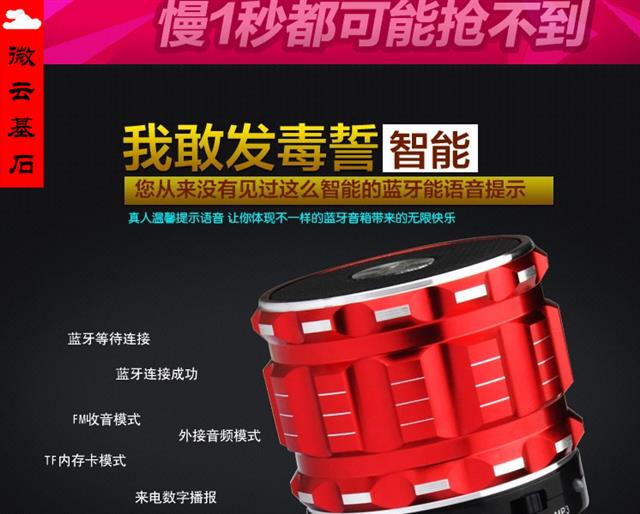 慢1秒都可能抢不到
微云基石
我敢发毒誓 智能
您从来没有见过这么智能的蓝牙能语音提示
真人温馨提示语音 让你体现不一样的蓝牙音箱带来的无限快乐
蓝牙等待连接
蓝牙连接成功
FM收音模式
外接音频模式
TF内存卡模式
来电数字播报
MP3